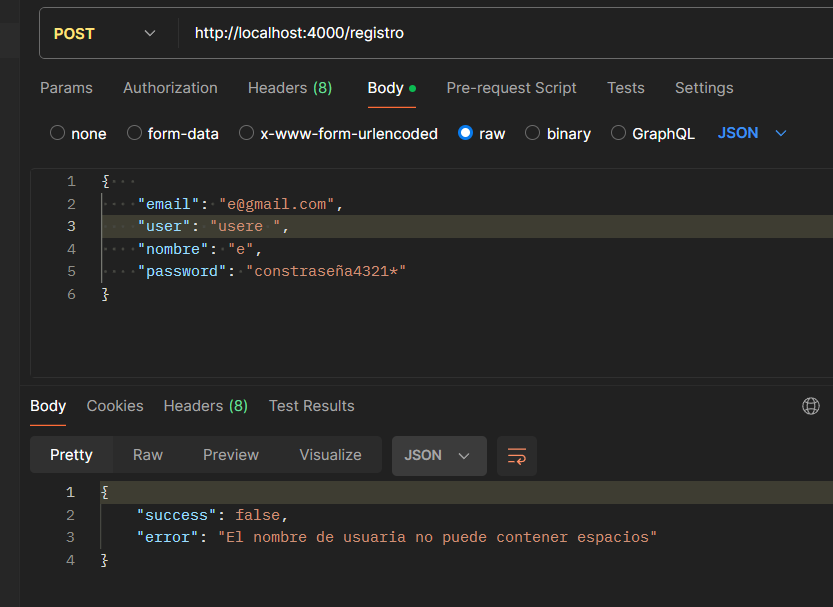 POST http://localhost:4000/registro
Params Authorization Headers (8) Body Pre-request Script Tests Settings
none form-data x-www-form-urlencoded raw binary GraphQL JSON
1 {
2 "email": "e@gmail.com",
3 "user": "usere ",
4 "nombre": "e",
5 "password": "constraseña4321*"
6 }
Body Cookies Headers (8) Test Results
Pretty Raw Preview Visualize JSON
1 {
2 "success": false,
3 "error": "El nombre de usuaria no puede contener espacios"
4 }